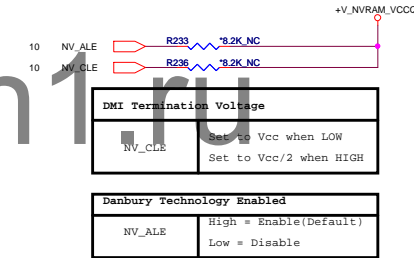 +V_NVRAM_VCCQ
10 NV_ALE R233 *8.2K_NC
10 NV_CLE R236 *8.2K_NC
n1.ru
DMI Termination Voltage
NV_CLE
Set to Vcc when LOW
Set to Vcc/2 when HIGH
Danbury Technology Enabled
NV_ALE
High = Enable(Default)
Low = Disable